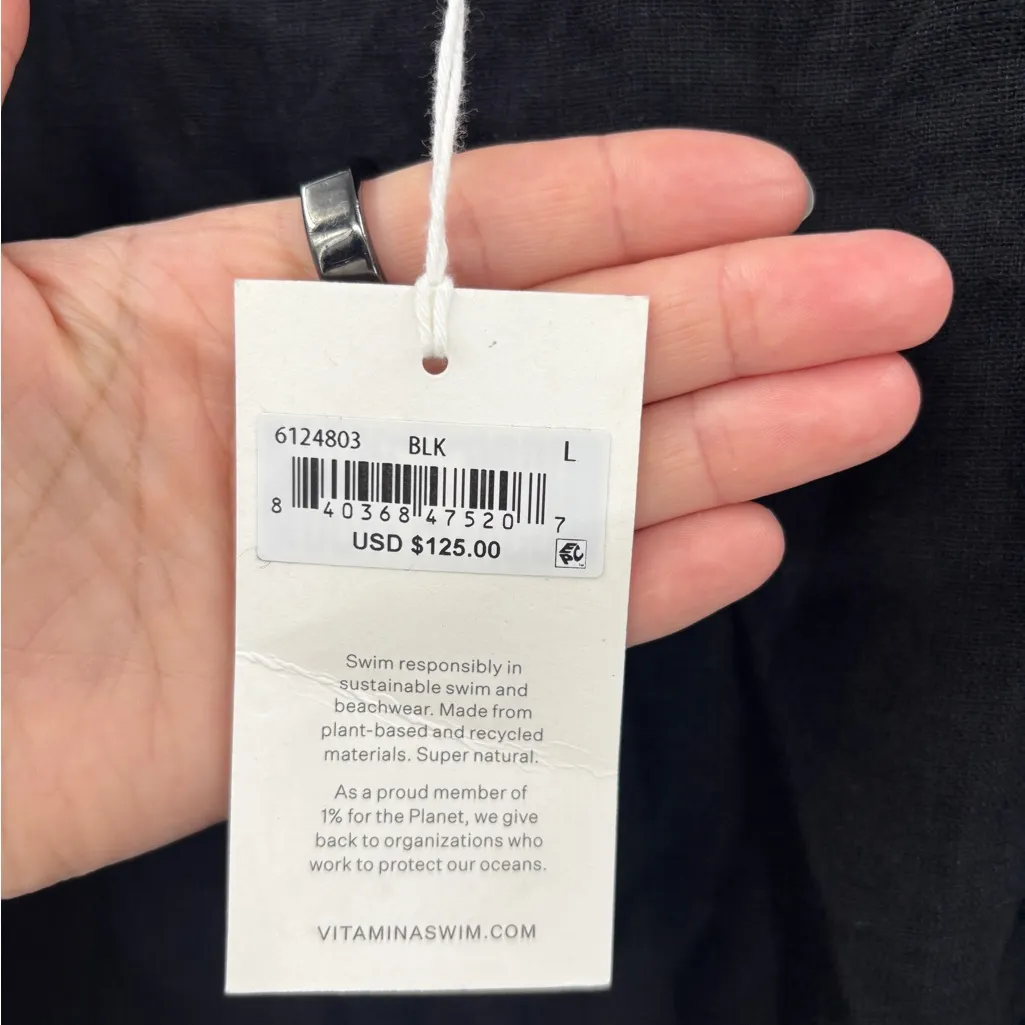 6124803 BLK L
8 40368 47520 7
USD $125.00
EPC
Swim responsibly in
sustainable swim and
beachwear. Made from
plant-based and recycled
materials. Super natural.
As a proud member of
1% for the Planet, we give
back to organizations who
work to protect our oceans.
VITAMINASWIM.COM